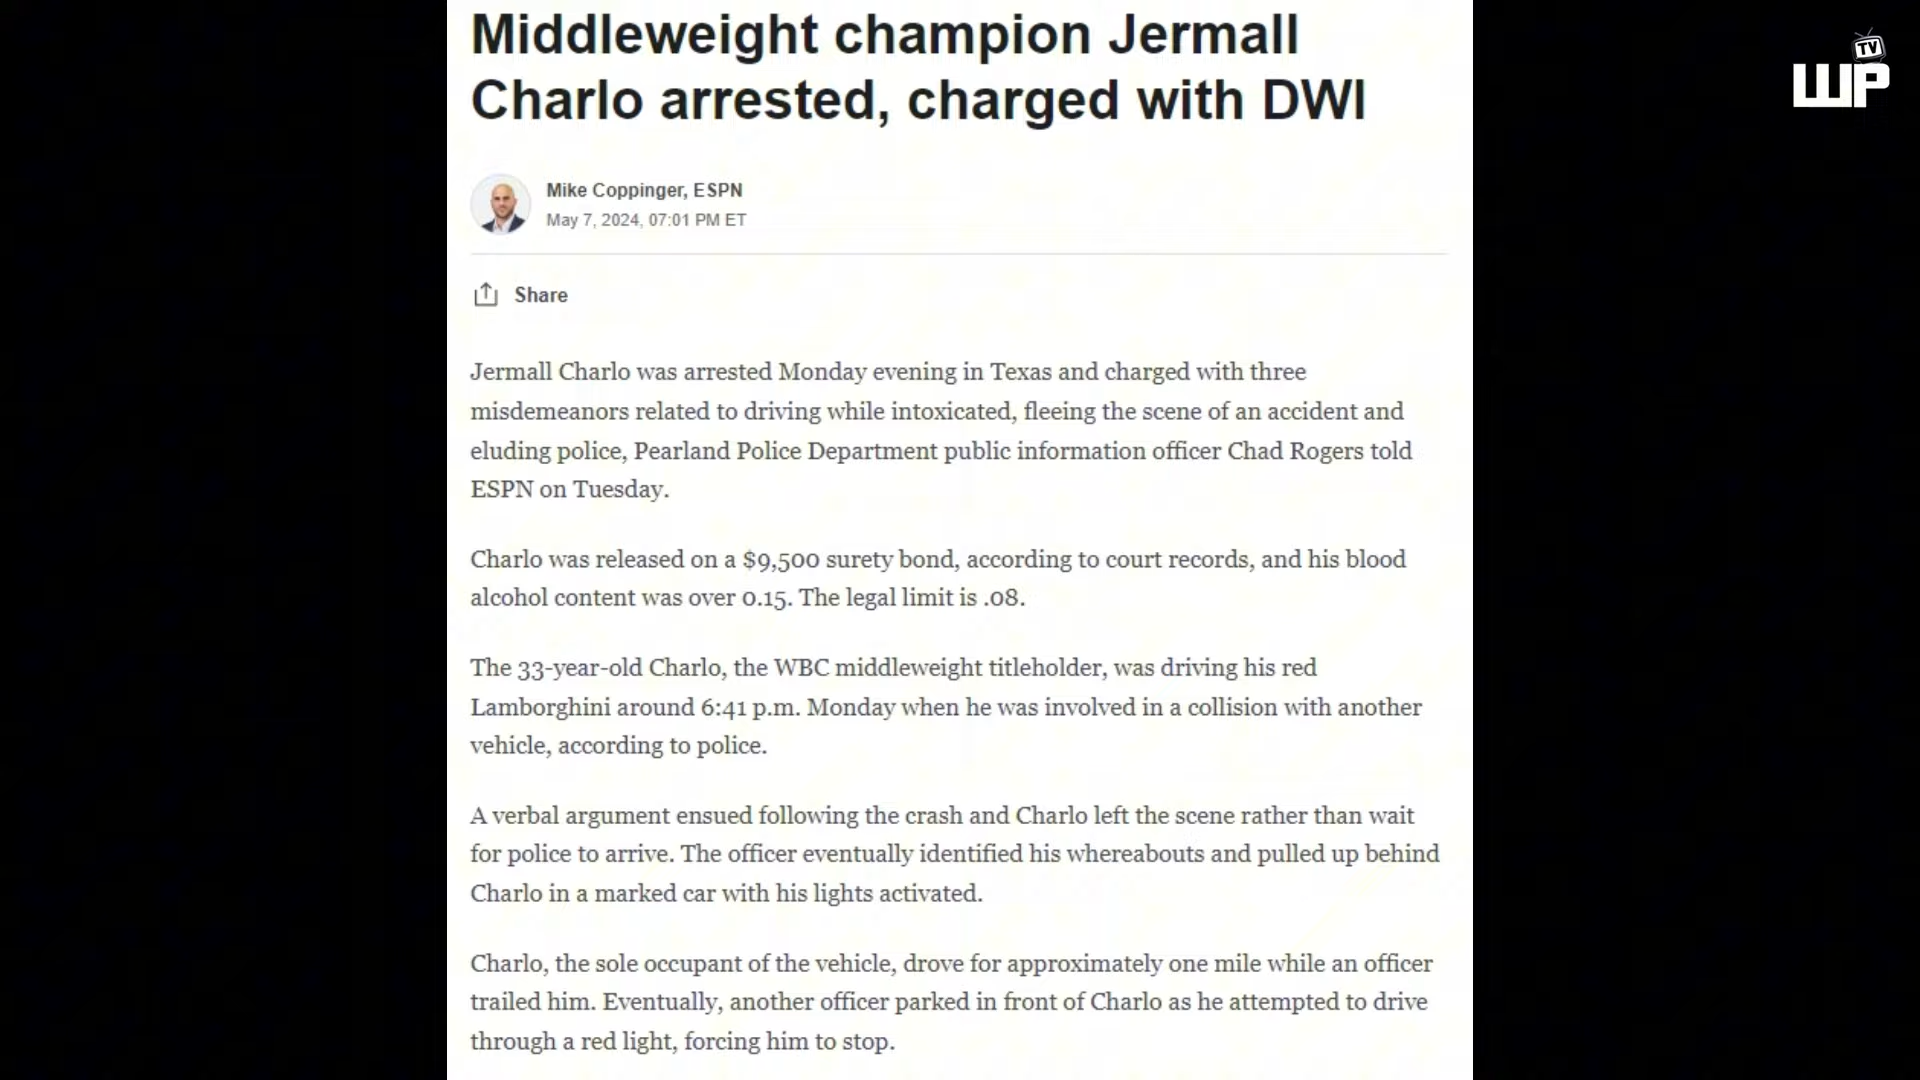 Middleweight champion Jermall
Charlo arrested, charged with DWI
TV
WP
Mike Coppinger, ESPN
May 7, 2024, 07:01 PM ET
Share
Jermall Charlo was arrested Monday evening in Texas and charged with three
misdemeanors related to driving while intoxicated, fleeing the scene of an accident and
eluding police, Pearland Police Department public information officer Chad Rogers told
ESPN on Tuesday.
Charlo was released on a $9,500 surety bond, according to court records, and his blood
alcohol content was over 0.15. The legal limit is .08.
The 33-year-old Charlo, the WBC middleweight titleholder, was driving his red
Lamborghini around 6:41 p.m. Monday when he was involved in a collision with another
vehicle, according to police.
A verbal argument ensued following the crash and Charlo left the scene rather than wait
for police to arrive. The officer eventually identified his whereabouts and pulled up behind
Charlo in a marked car with his lights activated.
Charlo, the sole occupant of the vehicle, drove for approximately one mile while an officer
trailed him. Eventually, another officer parked in front of Charlo as he attempted to drive
through a red light, forcing him to stop.